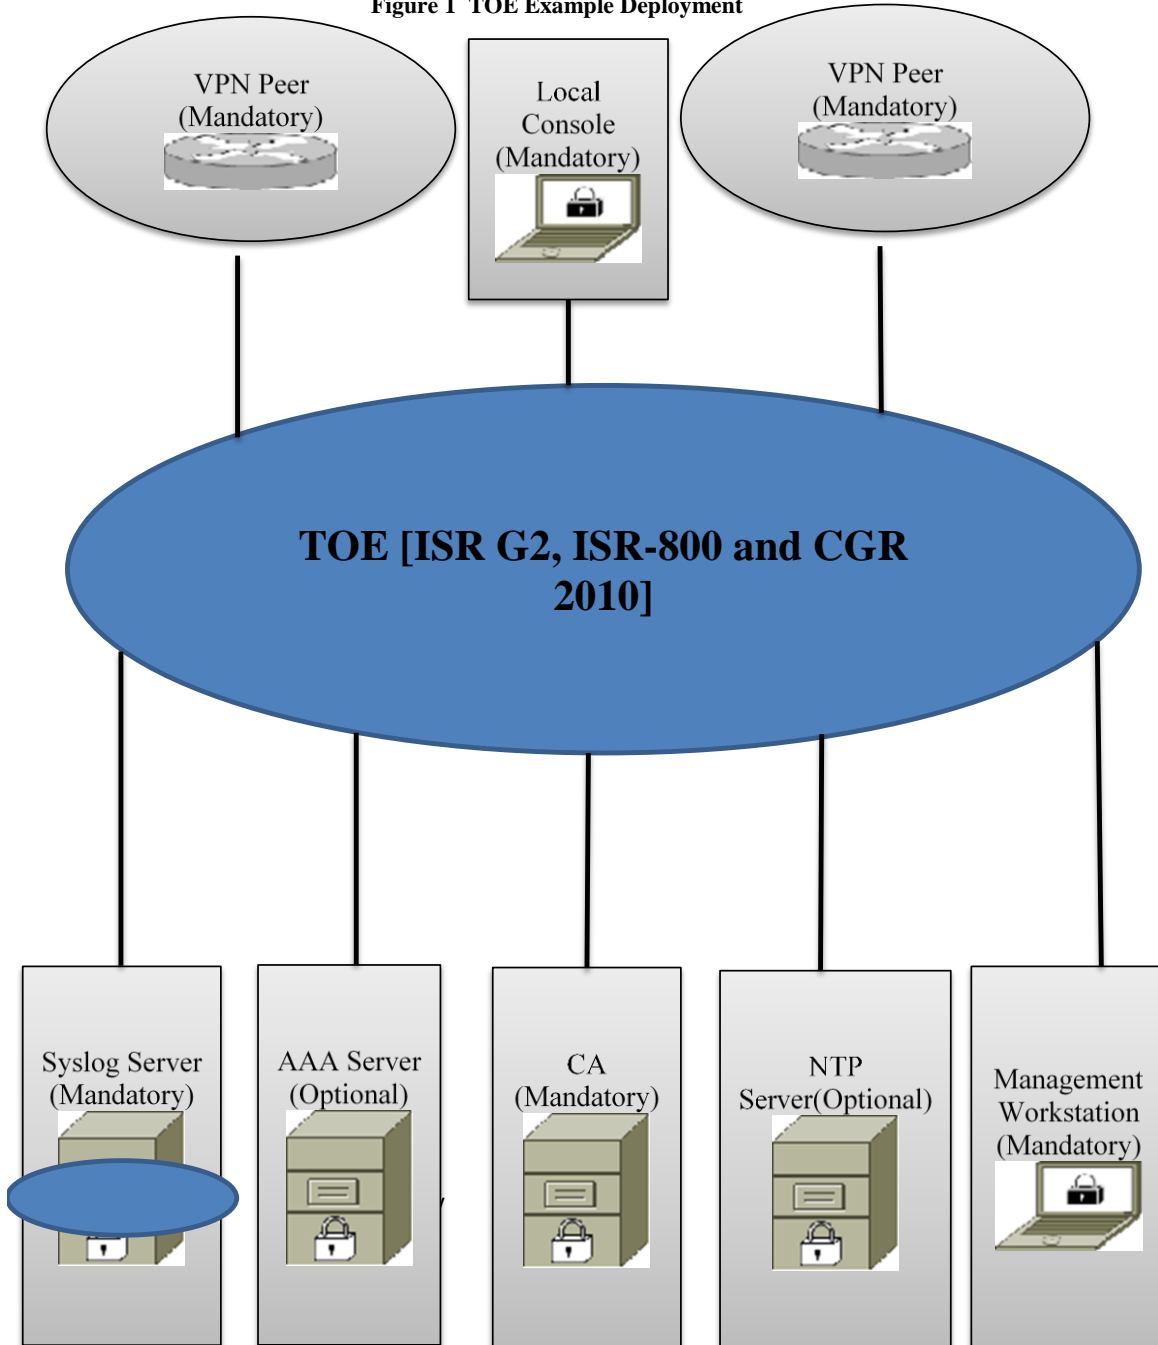 Figure 1 TOE Example Deployment
VPN Peer
(Mandatory)
Local
Console
(Mandatory)
VPN Peer
(Mandatory)
TOE [ISR G2, ISR-800 and CGR
2010]
Syslog Server
(Mandatory)
AAA Server
(Optional)
CA
(Mandatory)
NTP
Server(Optional)
Management
Workstation
(Mandatory)